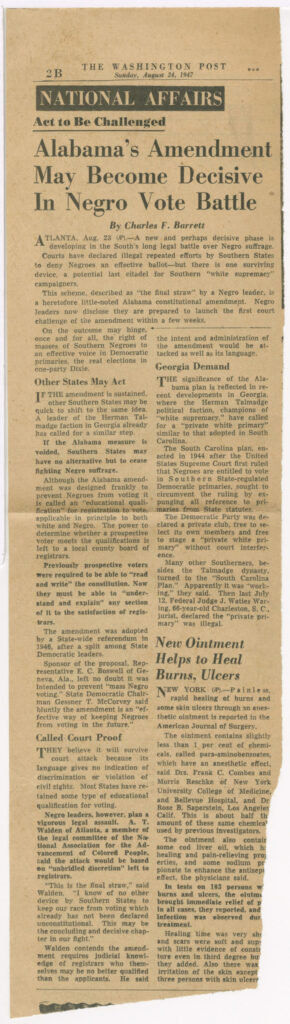 2B
THE WASHINGTON POST
Sunday, August 24, 1947
***
NATIONAL AFFAIRS
Act to Be Challenged
Alabama's Amendment
May Become Decisive
In Negro Vote Battle
By Charles F. Barrett
ATLANTA, Aug. 23 (AP).—A new and perhaps decisive phase is
developing in the South's long legal battle over Negro suffrage.
Courts have declared illegal repeated efforts by Southern States
to deny Negroes an effective ballot—but there is one surviving
device, a potential last citadel for Southern "white supremacy"
campaigners.
This scheme, described as "the final straw" by a Negro leader, is
a heretofore little-noted Alabama constitutional amendment. Negro
leaders now disclose they are prepared to launch the first court
challenge of the amendment within a few weeks.
On the outcome may hinge,
once and for all, the right of
masses of Southern Negroes to
an effective voice in Democratic
primaries, the real elections in
one-party Dixie.
Other States May Act
IF THE amendment is sustained,
other Southern States may be
quick to shift to the same idea.
A leader of the Herman Tal-
madge faction in Georgia already
has called for a similar step.
If the Alabama measure is
voided, Southern States may
have no alternative but to cease
fighting Negro suffrage.
Although the Alabama amend-
ment was designed frankly to
prevent Negroes from voting it
is called an "educational quali-
fication" for registration to vote,
applicable in principle to both
white and Negro. The power to
determine whether a prospective
voter meets the qualifications is
left to a local county board of
registrars.
Previously prospective voters
were required to be able to "read
and write" the constitution. Now
they must be able to "under-
stand and explain" any section
of it to the satisfaction of regis-
trars.
The amendment was adopted
by a State-wide referendum in
1946, after a split among State
Democratic leaders.
Sponsor of the proposal, Rep-
resentative E. C. Boswell of
Geneva, Ala., left no doubt it was
intended to prevent "mass Negro
voting." State Democratic Chair-
man Gessner T. McCorvey said
bluntly the amendment is an "ef-
fective way of keeping Negroes
from voting in the future."
Called Court Proof
THEY believe it will survive
court attack because its
language gives no indication of
discrimination or violation of
civil right. Most States have re-
tained some type of educational
qualification for voting.
Negro leaders, however, plan a
vigorous legal assault. A. T.
Walden of Atlanta, a member of
the legal committee of the Na-
tional Association for the Ad-
vancement of Colored People,
said the attack would be based
on "unbridled discretion" left to
registrars.
"This is the final straw," said
Walden. "I know of no other
device by Southern States to
keep our race from voting which
already has not been declared
unconstitutional. This may be
the concluding and decisive chap-
ter in our fight."
Walden contends the amend-
ment requires judicial knowl-
edge of registrars who them-
selves may be no better qualified
than the applicants. He said
the intent and administration of
the amendment would be at-
tacked as well as its language.
Georgia Demand
THE significance of the Ala-
bama plan is reflected in re-
cent developments in Georgia,
where the Herman Talmadge
political faction, champions of
"white supremacy," have called
for a "private white primary"
similar to that adopted in South
Carolina.
The South Carolina plan, en-
acted in 1944 after the United
States Supreme Court first ruled
that Negroes are entitled to vote
in Southern State-regulated
Democratic primaries, sought to
circumvent the ruling by ex-
punging all reference to pri-
maries from State statutes.
The Democratic Party was de-
clared a private club, free to se-
lect its own members and free
to stage a "private white pri-
mary" without court interfer-
ence.
Many other Southerners, be-
sides the Talmadge dynasty,
turned to the "South Carolina
Plan." Apparently it was "work-
ing," they said. Then last July
12, Federal Judge J. Watiey Waring,
66-year-old Charleston, S. C.,
jurist, declared the "private pri-
mary" was illegal.
New Ointment
Helps to Heal
Burns, Ulcers
NEW YORK (AP).—Painless,
rapid healing of burns and
some skin ulcers through an anes-
thetic ointment is reported in the
American Journal of Surgery.
The ointment contains slightly
less than 1 per cent of chemi-
cals, called para-aminobenzoates,
which have an anesthetic effect,
said Drs. Frank C. Combes and
Morris Reschke of New York
University College of Medicine,
and Bellevue Hospital, and Dr
Rose B. Saperstein, Los Angeles
Calif. This is about half t
amount of these same chemica
used by previous investigators.
The ointment also contai
some cod liver oil, which h
healing and pain-relieving pro
erties, and some sodium pr
pionate to enhance the antisep
effect, the physicians said.
In tests on 183 persons w
burns and ulcers, the ointme
brought immediate relief of p
in all cases, they reported, and
infection was observed du
treatment.
Healing time was very sh
and scars were soft and sup
with little evidence of const
ture even in third degree bur
they added. Also there was
irritation of the skin except
three persons with skin ulcer